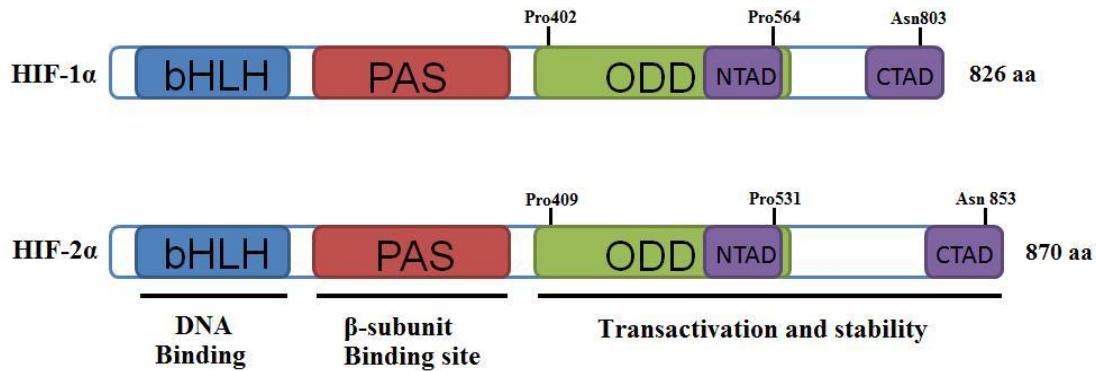 Pro402 Pro564 Asn803
HIF-1α bHLH PAS ODD NTAD CTAD 826 aa
Pro409 Pro531 Asn 853
HIF-2α bHLH PAS ODD NTAD CTAD 870 aa
DNA
Binding
β-subunit
Binding site
Transactivation and stability